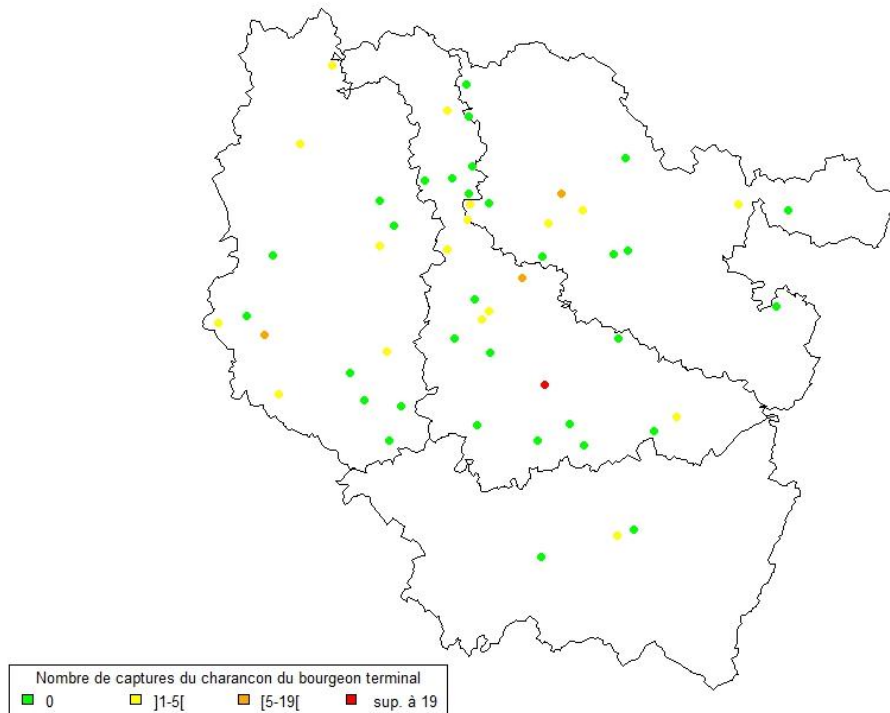 Nombre de captures du charancon du bourgeon terminal
0 ]1-5[ [5-19[ sup. à 19